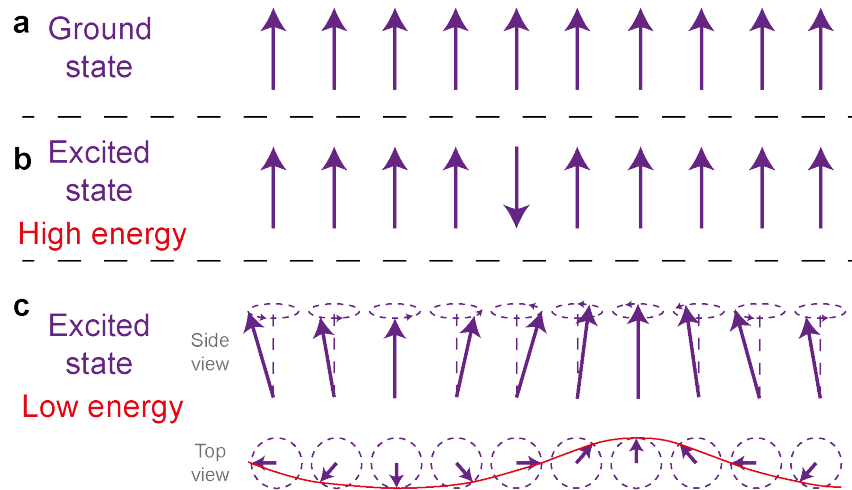 a Ground
state
b Excited
state
High energy
c
Excited
state
Low energy
Side
view
Top
view